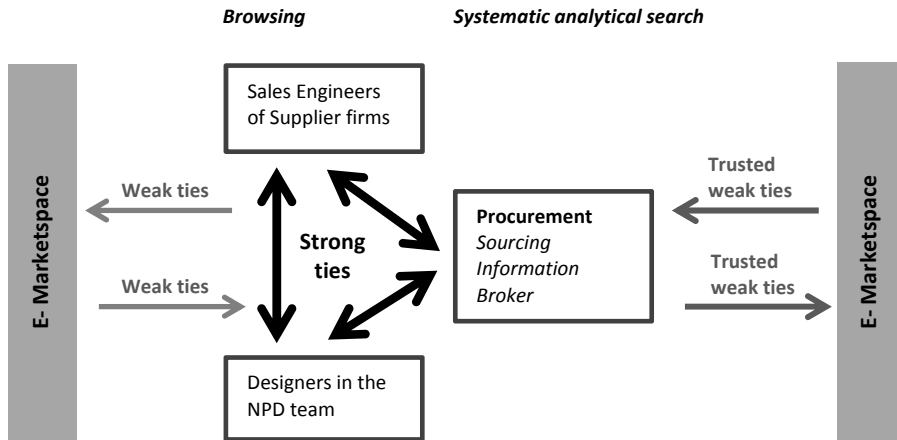 Browsing
Systematic analytical search
E- Marketspace
Sales Engineers
of Supplier firms
Weak ties
Weak ties
Strong
ties
Designers in the
NPD team
Procurement
Sourcing
Information
Broker
Trusted
weak ties
Trusted
weak ties
E- Marketspace